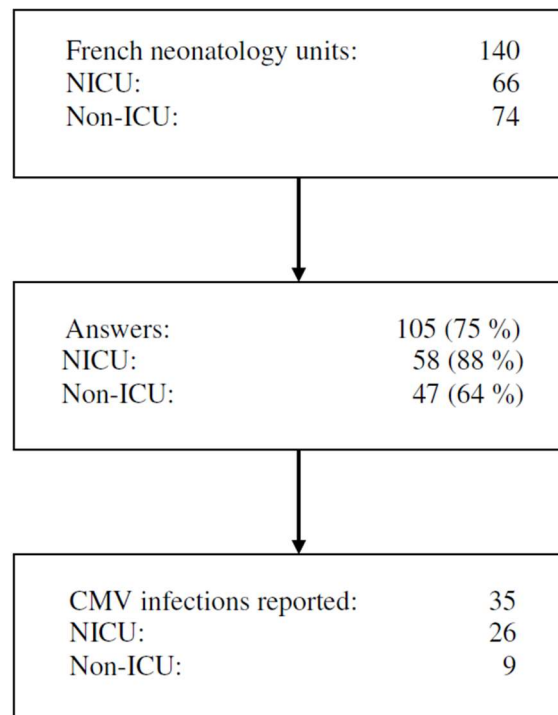 French neonatology units: 140
NICU: 66
Non-ICU: 74
Answers: 105 (75 %)
NICU: 58 (88 %)
Non-ICU: 47 (64 %)
CMV infections reported: 35
NICU: 26
Non-ICU: 9